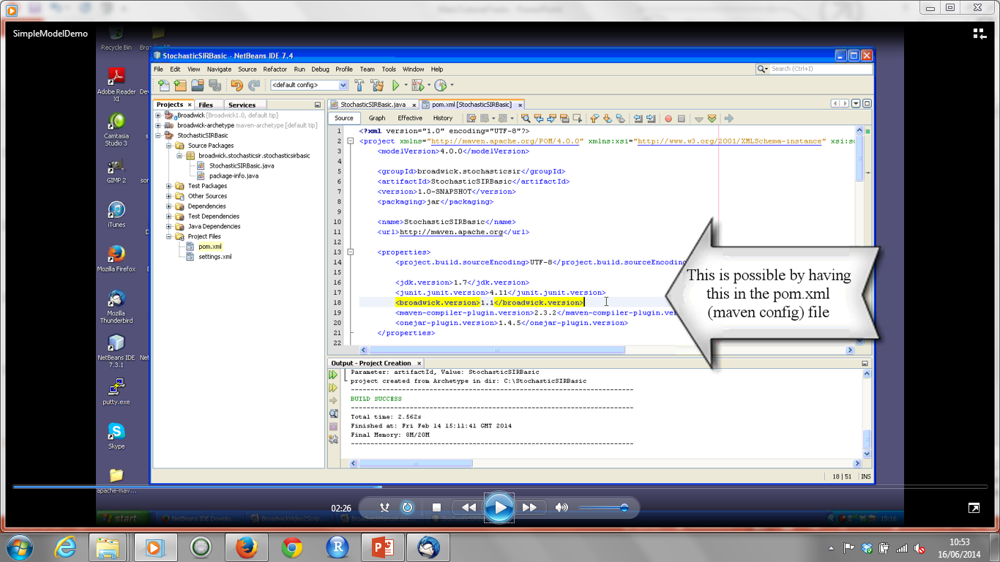 SimpleModelDemo
Recycle Bin
Adobe Reader XI
Camtasia Studio 3
GIMP 2
iTunes
Mozilla Firefox
Mozilla Thunderbird
NetBeans IDE 7.3.1
putty.exe
Skype
apache-mav...
StochasticSIRBasic - NetBeans IDE 7.4
File Edit View Navigate Source Refactor Run Debug Profile Team Tools Window Help
Search (Ctrl+I)
<default config>
Projects Files Services
Broadwick [Broadwick1.0, default tip]
broadwick-archetype maven-archetype [default tip]
StochasticSIRBasic
Source Packages
broadwick.stochasticsir.stochasticsirbasic
StochasticSIRBasic.java
package-info.java
Test Packages
Other Sources
Dependencies
Test Dependencies
Java Dependencies
Project Files
pom.xml
settings.xml
StochasticSIRBasic.java pom.xml [StochasticSIRBasic]
Source Graph Effective History
1 <?xml version="1.0" encoding="UTF-8"?>
2 <project xmlns="http://maven.apache.org/POM/4.0.0" xmlns:xsi="http://www.w3.org/2001/XMLSchema-instance" xsi:sc
3 <modelVersion>4.0.0</modelVersion>
4
5 <groupId>broadwick.stochasticsir</groupId>
6 <artifactId>StochasticSIRBasic</artifactId>
7 <version>1.0-SNAPSHOT</version>
8 <packaging>jar</packaging>
9
10 <name>StochasticSIRBasic</name>
11 <url>http://maven.apache.org</url>
12
13 <properties>
14 <project.build.sourceEncoding>UTF-8</project.build.sourceEncoding
15
16 <jdk.version>1.7</jdk.version>
17 <junit.junit.version>4.11</junit.junit.version>
18 <broadwick.version>1.1</broadwick.version>
19 <maven-compiler-plugin.version>2.3.2</maven-compiler-plugin.ve
20 <onejar-plugin.version>1.4.5</onejar-plugin.version>
21 </properties>
22
This is possible by having
this in the pom.xml
(maven config) file
Output - Project Creation
Parameter: artifactId, Value: StochasticSIRBasic
project created from Archetype in dir: C:\StochasticSIRBasic
------------------------------------------------------------------------
BUILD SUCCESS
------------------------------------------------------------------------
Total time: 2.562s
Finished at: Fri Feb 14 15:11:41 GMT 2014
Final Memory: 8M/20M
------------------------------------------------------------------------
18 | 51 INS
02:26
start
15:16
10:53
16/06/2014